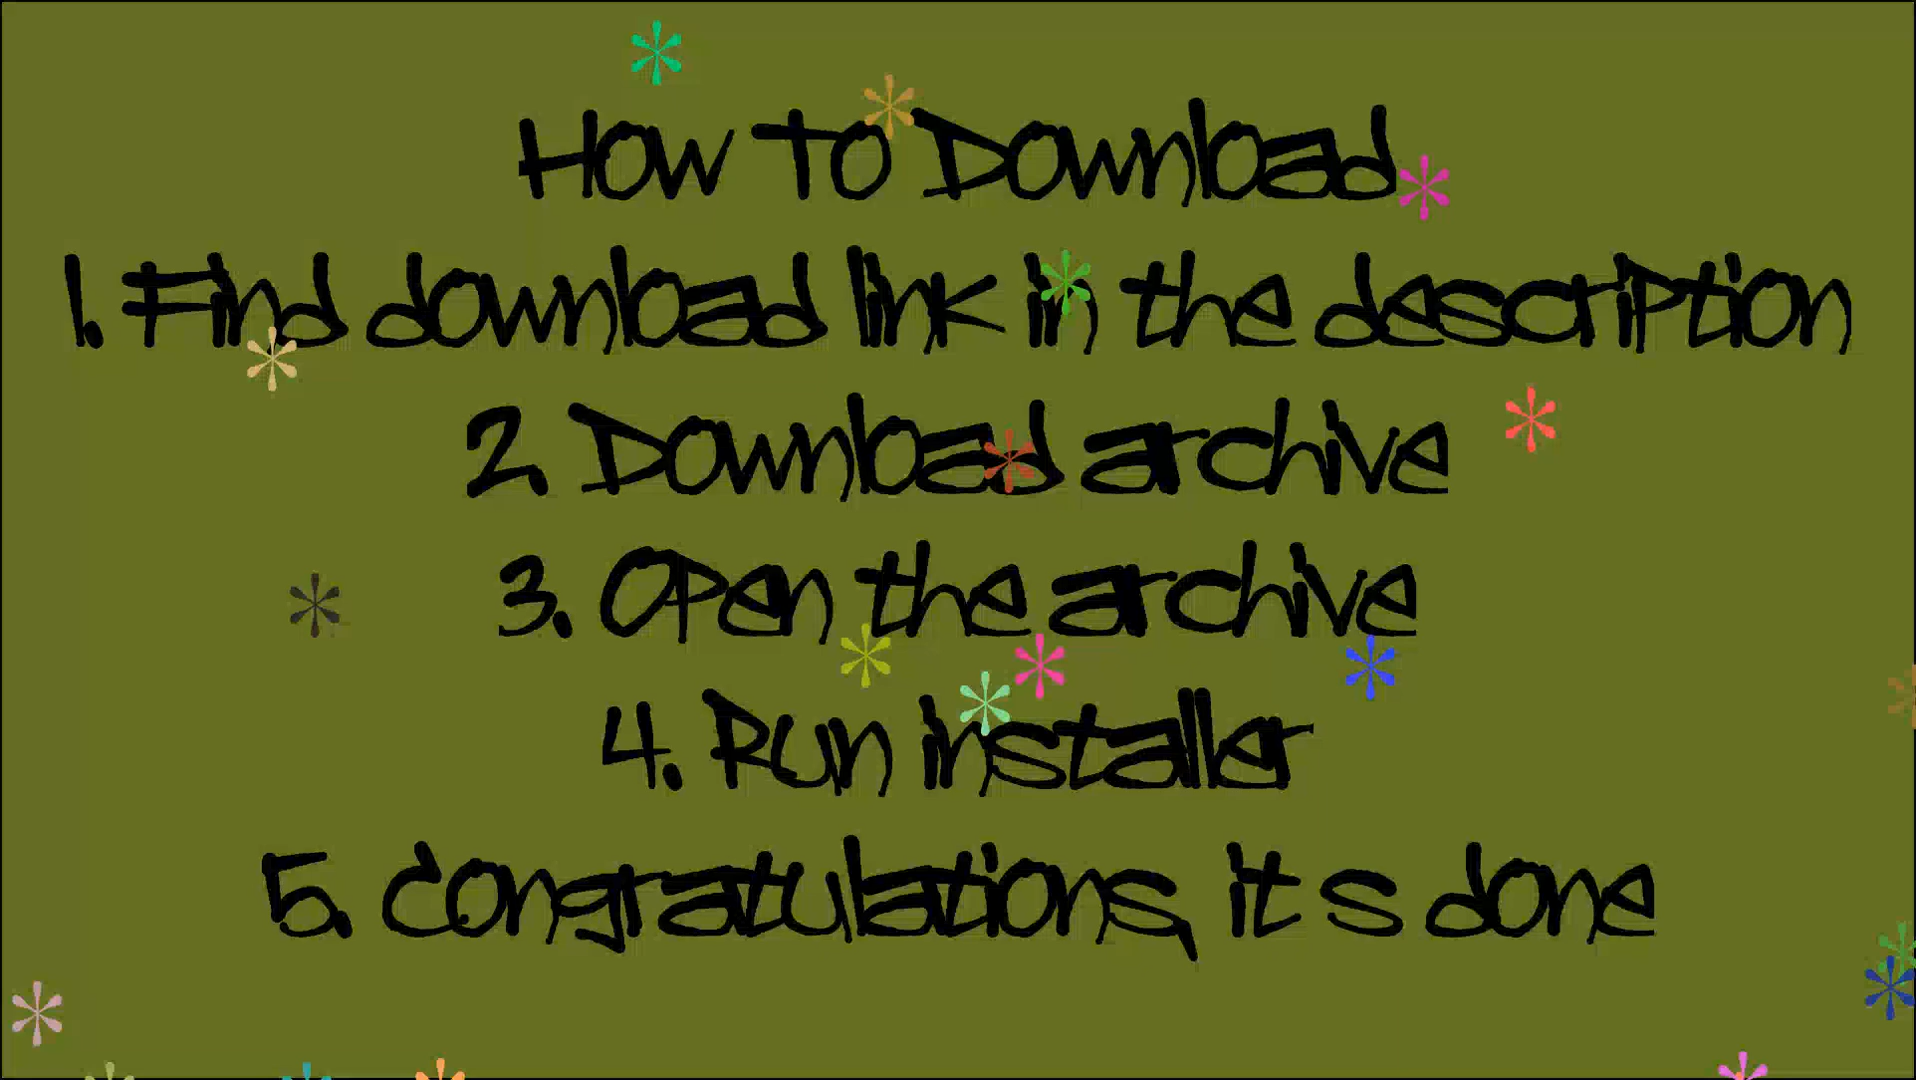 How To Download
1. Find download link in the description
2. Download archive
3. Open the archive
4. Run installer
5. Congratulations, it s done